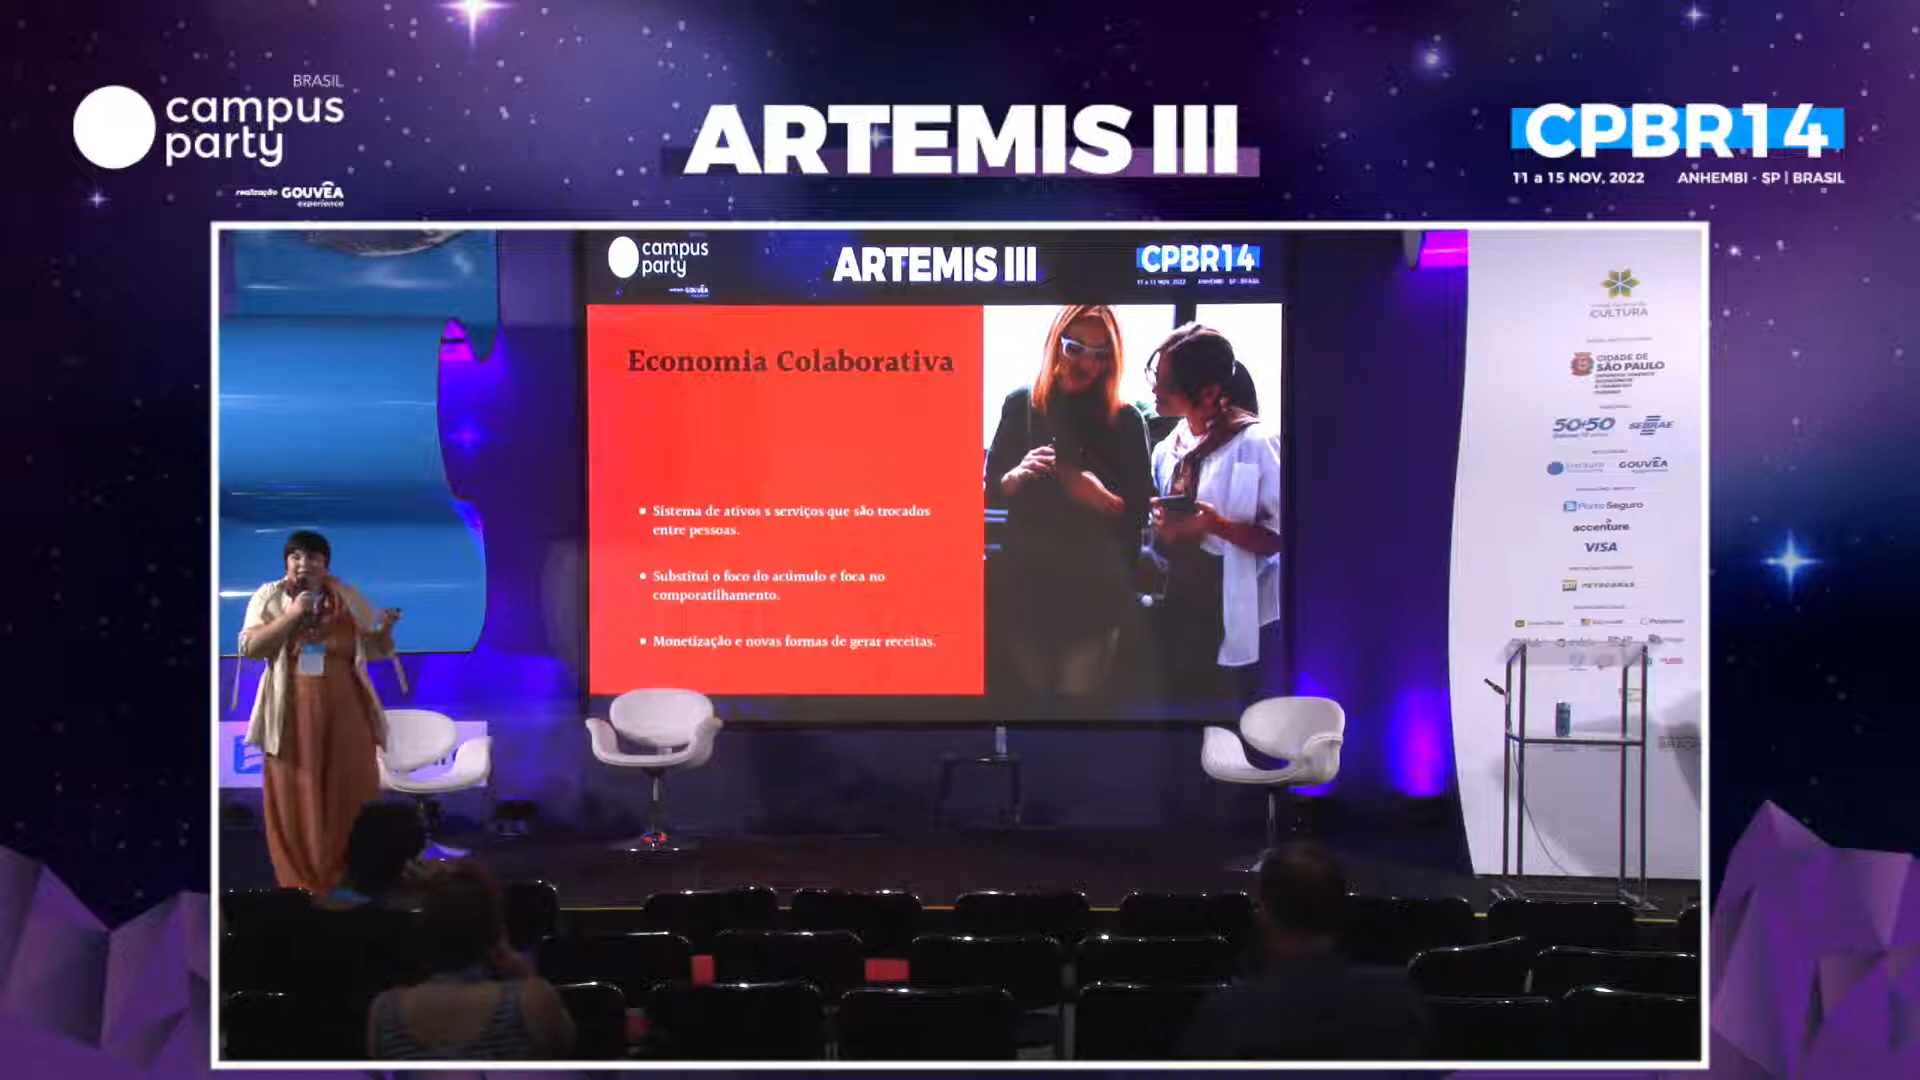 BRASIL
campus
party
realização GOUVÊA
experience
ARTEMIS III
CPBR14
11 a 15 NOV, 2022 ANHEMBI - SP | BRASIL
campus
party
GOUVÊA
ARTEMIS III
CPBR14
Economia Colaborativa
• Sistema de ativos s serviços que são trocados
entre pessoas.
• Substitui o foco do acúmulo e foca no
comporatilhamento.
• Monetização e novas formas de gerar receitas.
CULTURA
CIDADE DE
SÃO PAULO
50+50
SEBRAE
GOUVÊA
Porto Seguro
accenture
VISA
PETROBRAS